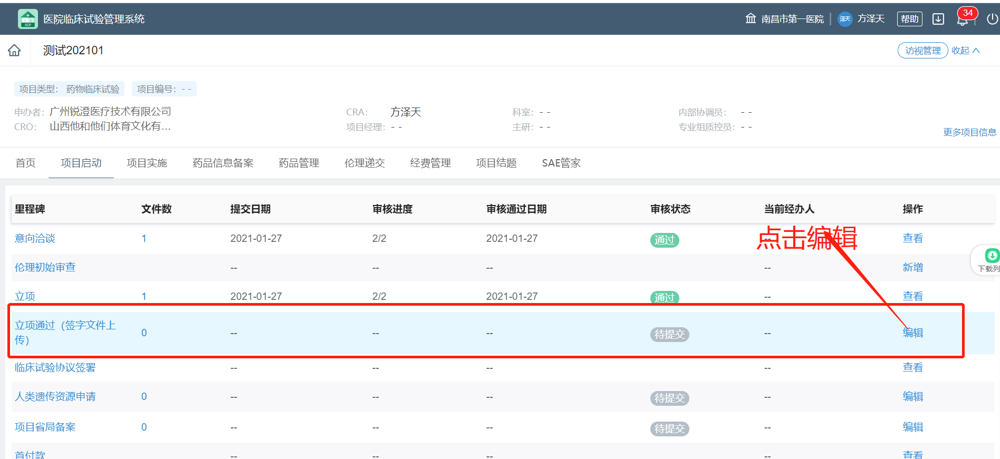 医院临床试验管理系统
GCP
南昌市第一医院
泽天
方泽天
帮助
34
测试202101
访视管理
收起
项目类型： 药物临床试验
项目编号：- -
申办者： 广州锐澄医疗技术有限公司
CRA： 方泽天
科室：- -
内部协调员： - -
CRO： 山西他和他们体育文化有...
项目经理：- -
主研：- -
专业组质控员：- -
更多项目信息
首页 项目启动 项目实施 药品信息备案 药品管理 伦理递交 经费管理 项目结题 SAE管家
里程碑 文件数 提交日期 审核进度 审核通过日期 审核状态 当前经办人 操作
意向洽谈 1 2021-01-27 2/2 2021-01-27 通过 -- 查看
点击编辑
伦理初始审查 -- -- -- -- 新增
立项 1 2021-01-27 2/2 2021-01-27 通过 -- 查看
立项通过（签字文件上
传） 0 -- -- -- 待提交 -- 编辑
临床试验协议签署 -- -- -- -- 查看
人类遗传资源申请 0 -- -- -- 待提交 -- 编辑
项目省局备案 0 -- -- -- 待提交 -- 编辑
首付款 -- -- -- -- 查看
下载列